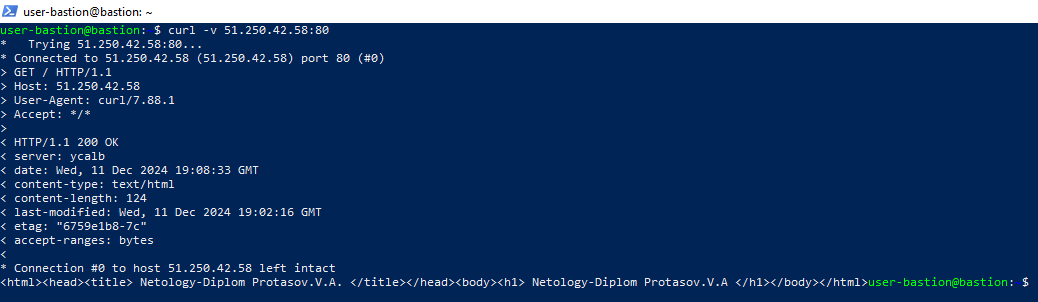 user-bastion@bastion: ~
user-bastion@bastion: $ curl -v 51.250.42.58:80
*   Trying 51.250.42.58:80...
* Connected to 51.250.42.58 (51.250.42.58) port 80 (#0)
> GET / HTTP/1.1
> Host: 51.250.42.58
> User-Agent: curl/7.88.1
> Accept: */*
>
< HTTP/1.1 200 OK
< server: ycalb
< date: Wed, 11 Dec 2024 19:08:33 GMT
< content-type: text/html
< content-length: 124
< last-modified: Wed, 11 Dec 2024 19:02:16 GMT
< etag: "6759e1b8-7c"
< accept-ranges: bytes
<
* Connection #0 to host 51.250.42.58 left intact
<html><head><title> Netology-Diplom Protasov.V.A. </title></head><body><h1> Netology-Diplom Protasov.V.A </h1></body></html>user-bastion@bastion: $